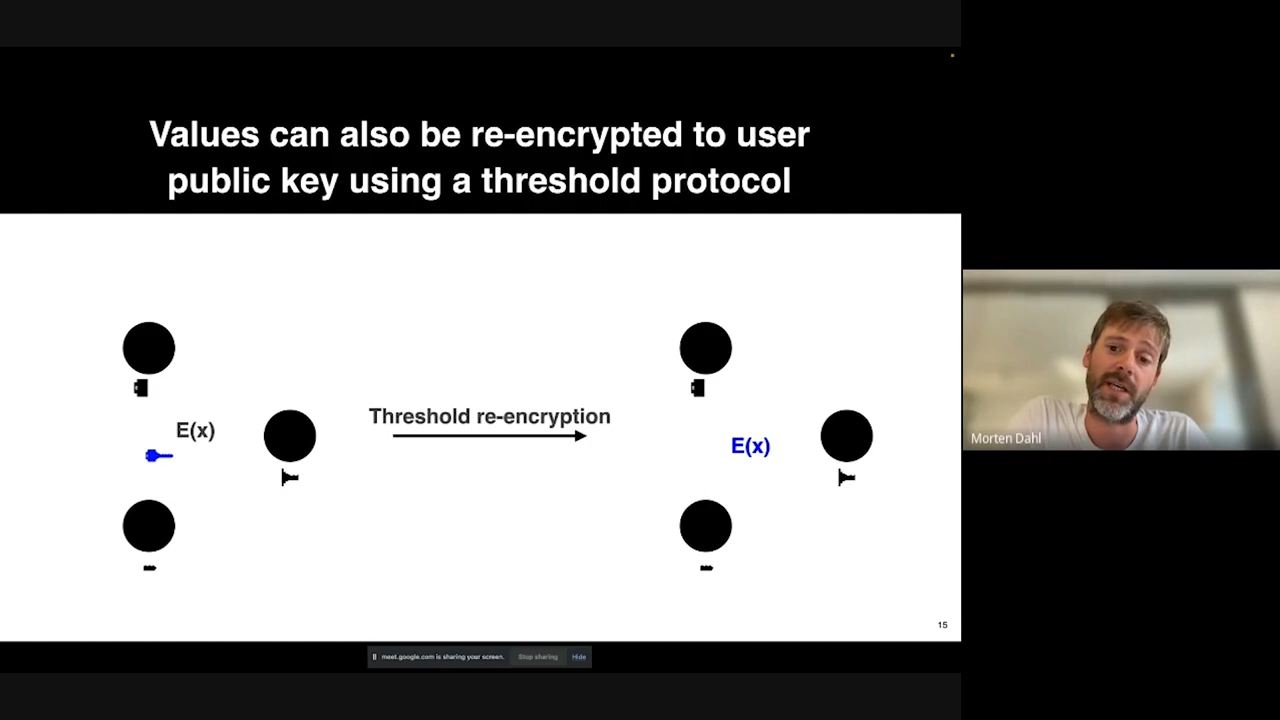 Values can also be re-encrypted to user
public key using a threshold protocol
E(x)
Threshold re-encryption
E(x)
15
Morten Dahl
meet.google.com is sharing your screen.
Stop sharing
Hide